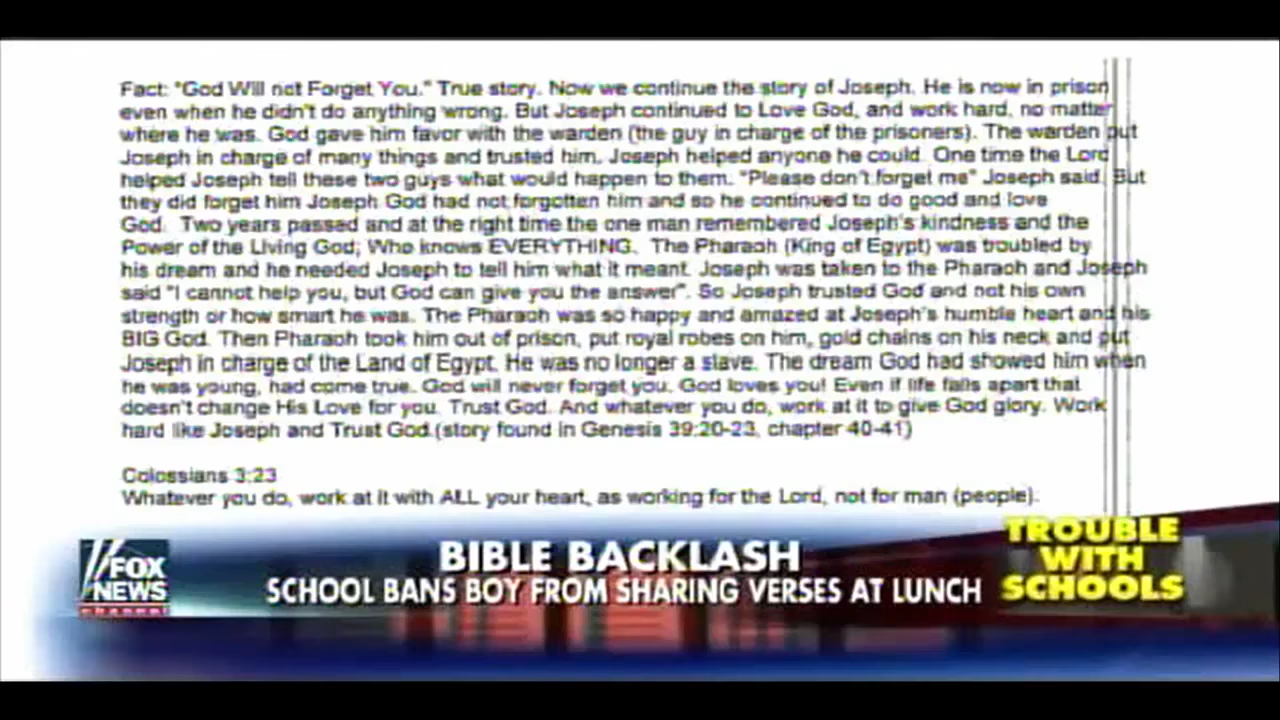 Fact: "God Will not Forget You." True story. Now we continue the story of Joseph. He is now in prison
even when he didn't do anything wrong. But Joseph continued to Love God, and work hard, no matter
where he was. God gave him favor with the warden (the guy in charge of the prisoners). The warden put
Joseph in charge of many things and trusted him. Joseph helped anyone he could. One time the Lord
helped Joseph tell these two guys what would happen to them. "Please don't forget me" Joseph said. But
they did forget him Joseph God had not forgotten him and so he continued to do good and love
God. Two years passed and at the right time the one man remembered Joseph's kindness and the
Power of the Living God; Who knows EVERYTHING. The Pharaoh (King of Egypt) was troubled by
his dream and he needed Joseph to tell him what it meant. Joseph was taken to the Pharaoh and Joseph
said "I cannot help you, but God can give you the answer". So Joseph trusted God and not his own
strength or how smart he was. The Pharaoh was so happy and amazed at Joseph's humble heart and his
BIG God. Then Pharaoh took him out of prison, put royal robes on him, gold chains on his neck and put
Joseph in charge of the Land of Egypt. He was no longer a slave. The dream God had showed him when
he was young, had come true. God will never forget you. God loves you! Even if life falls apart that
doesn't change His Love for you. Trust God. And whatever you do, work at it to give God glory. Work
hard like Joseph and Trust God.(story found in Genesis 39:20-23, chapter 40-41)
Colossians 3:23
Whatever you do, work at it with ALL your heart, as working for the Lord, not for man (people).
FOX
NEWS
channel
BIBLE BACKLASH
SCHOOL BANS BOY FROM SHARING VERSES AT LUNCH
TROUBLE
WITH
SCHOOLS